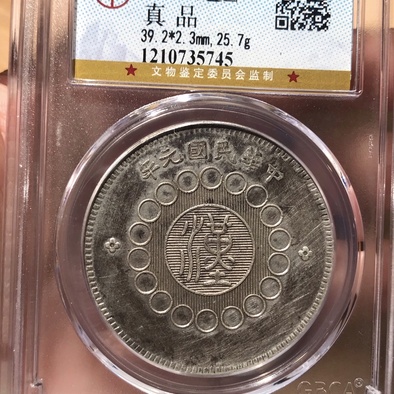 真品
39.2*2.3mm,25.7g
1210735745
★ 文物鉴定委员会监制 ★
年元國民華中
漢
GBCA®